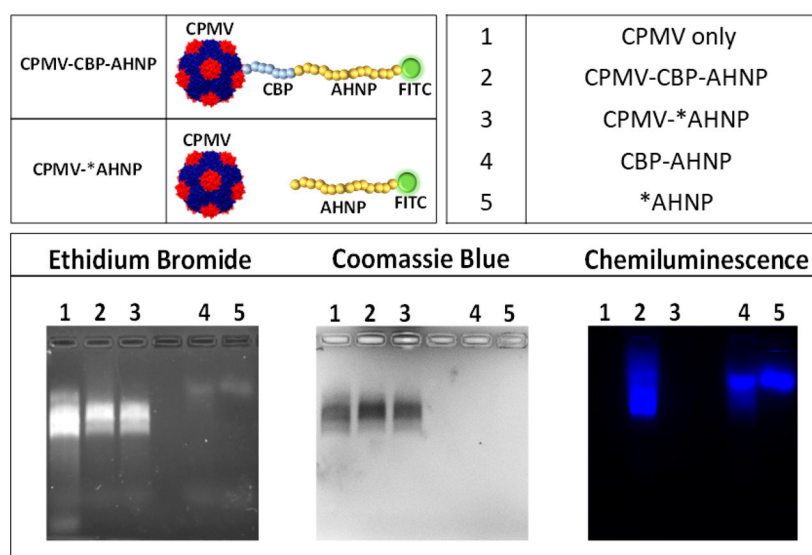 CPMV-CBP-AHNP
CPMV
CBP
AHNP
FITC
CPMV-*AHNP
CPMV
AHNP
FITC
1 CPMV only
2 CPMV-CBP-AHNP
3 CPMV-*AHNP
4 CBP-AHNP
5 *AHNP
Ethidium Bromide
1 2 3 4 5
Coomassie Blue
1 2 3 4 5
Chemiluminescence
1 2 3 4 5